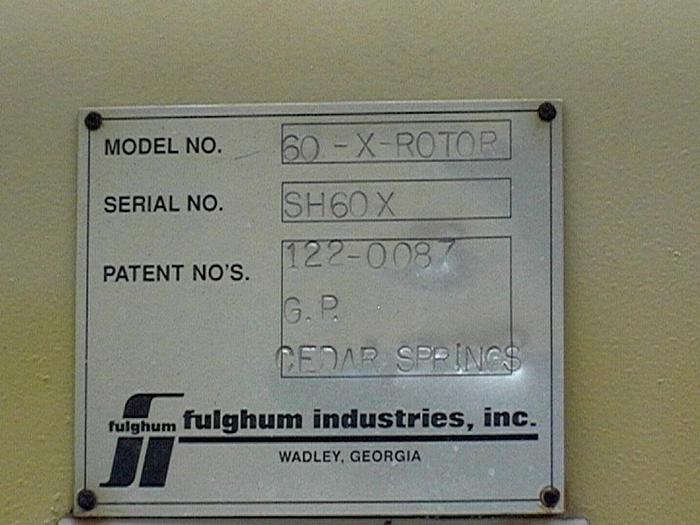 MODEL NO. 60-X-ROTOR
SERIAL NO. SH60X
PATENT NO'S. 122-0087
G.P.
CEDAR SPRINGS
fulghum fulghum industries, inc.
WADLEY, GEORGIA